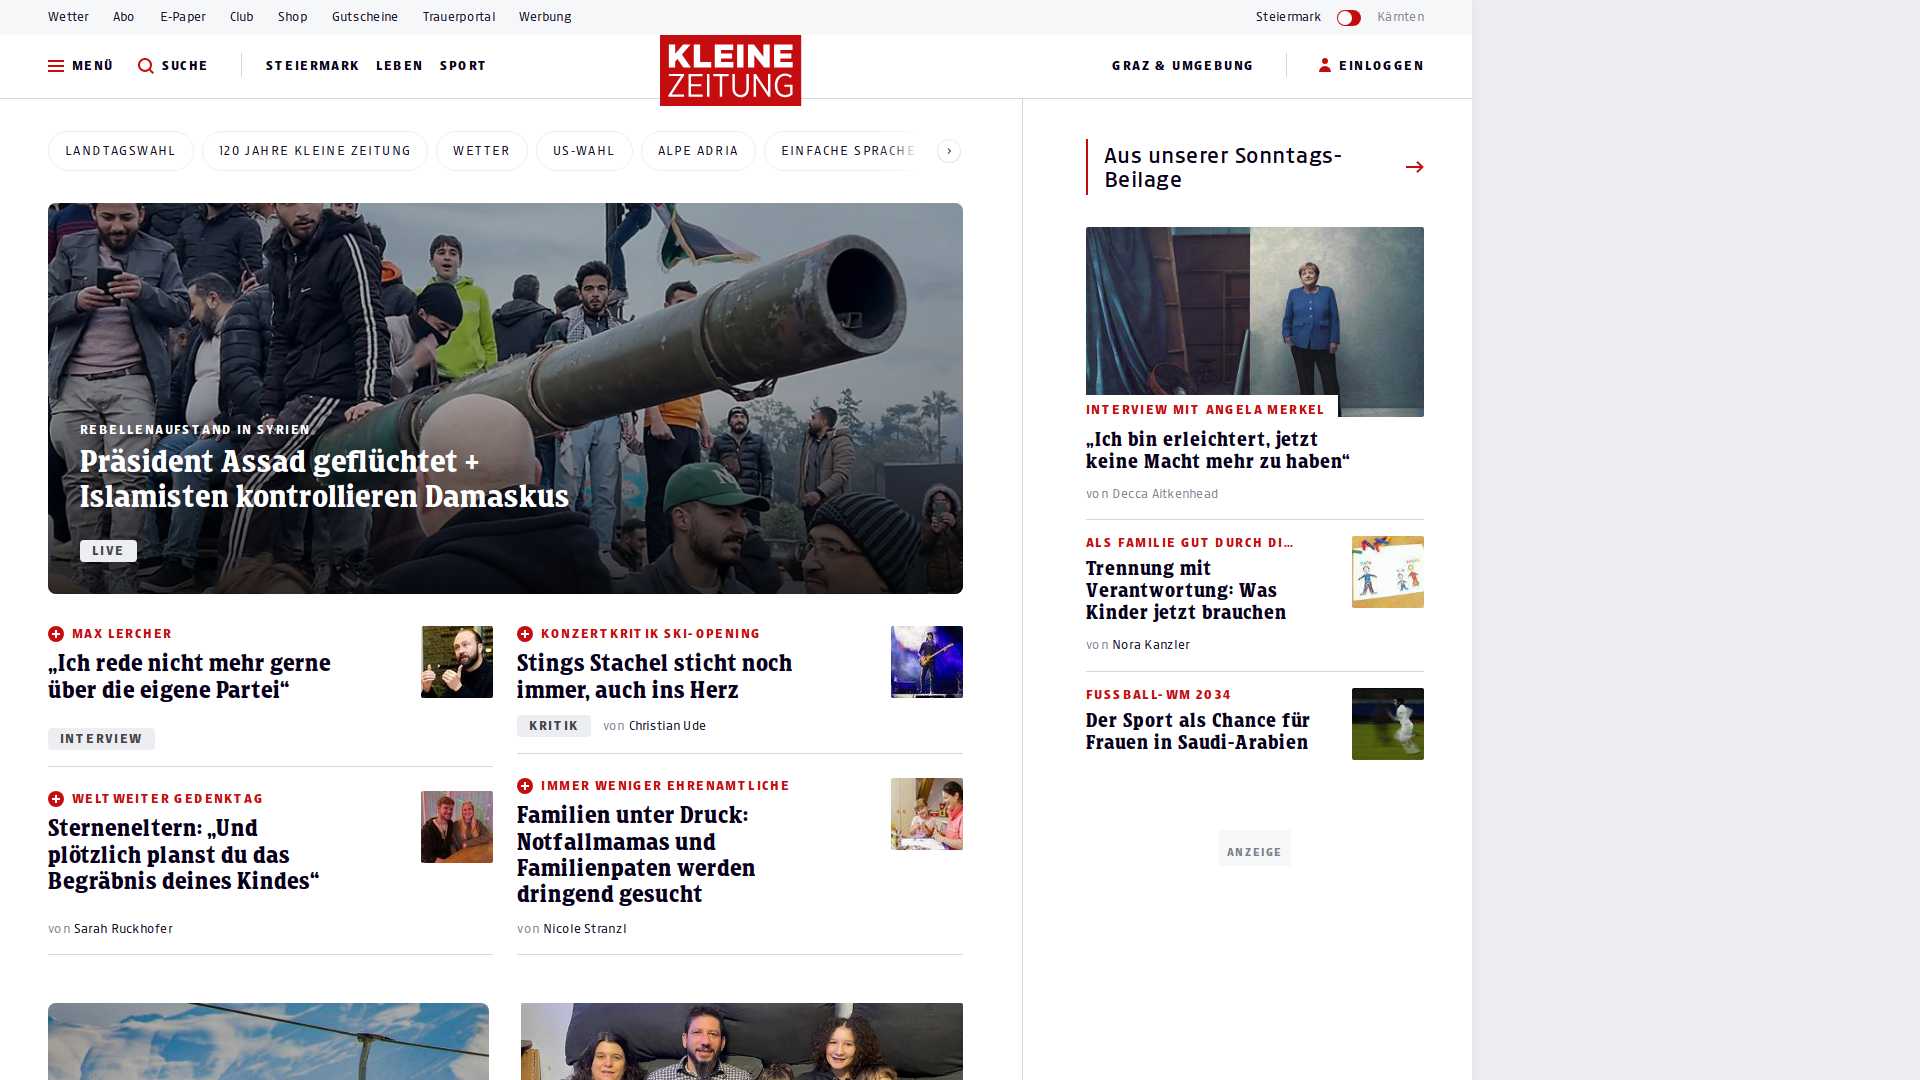 Wetter Abo E-Paper Club Shop Gutscheine Trauerportal Werbung Steiermark Kärnten
MENÜ SUCHE STEIERMARK LEBEN SPORT KLEINE ZEITUNG GRAZ & UMGEBUNG EINLOGGEN
LANDTAGSWAHL 120 JAHRE KLEINE ZEITUNG WETTER US-WAHL ALPE ADRIA EINFACHE SPRACHE
REBELLENAUFSTAND IN SYRIEN
Präsident Assad geflüchtet +
Islamisten kontrollieren Damaskus
LIVE
MAX LERCHER
„Ich rede nicht mehr gerne
über die eigene Partei“
INTERVIEW
KONZERTKRITIK SKI-OPENING
Stings Stachel sticht noch
immer, auch ins Herz
KRITIK von Christian Ude
WELTWEITER GEDENKTAG
Sterneneltern: „Und
plötzlich planst du das
Begräbnis deines Kindes“
von Sarah Ruckhofer
IMMER WENIGER EHRENAMTLICHE
Familien unter Druck:
Notfallmamas und
Familienpaten werden
dringend gesucht
von Nicole Stranzl
Aus unserer Sonntags-
Beilage
INTERVIEW MIT ANGELA MERKEL
„Ich bin erleichtert, jetzt
keine Macht mehr zu haben“
von Decca Aitkenhead
ALS FAMILIE GUT DURCH DI…
Trennung mit
Verantwortung: Was
Kinder jetzt brauchen
von Nora Kanzler
FUSSBALL-WM 2034
Der Sport als Chance für
Frauen in Saudi-Arabien
ANZEIGE